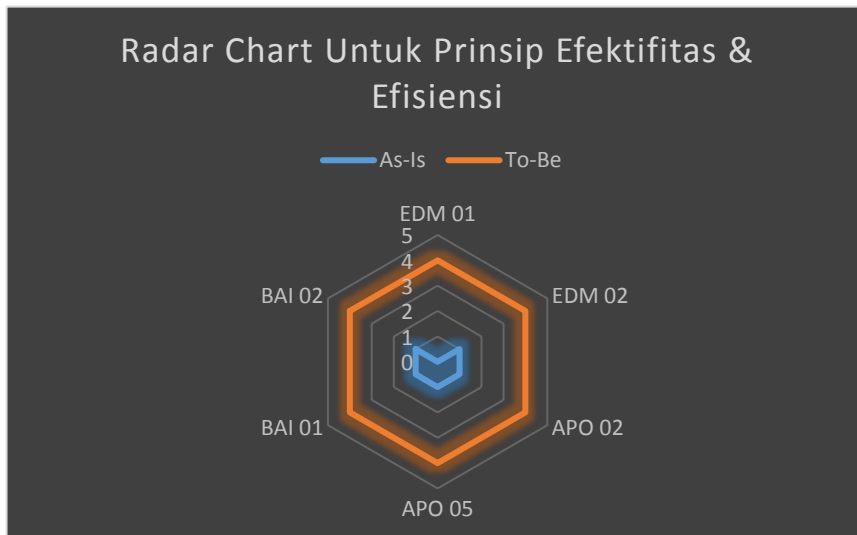 Radar Chart Untuk Prinsip Efektifitas &
Efisiensi
As-Is To-Be
EDM 01
5
4
3
2
1
0
BAI 02
EDM 02
BAI 01
APO 02
APO 05